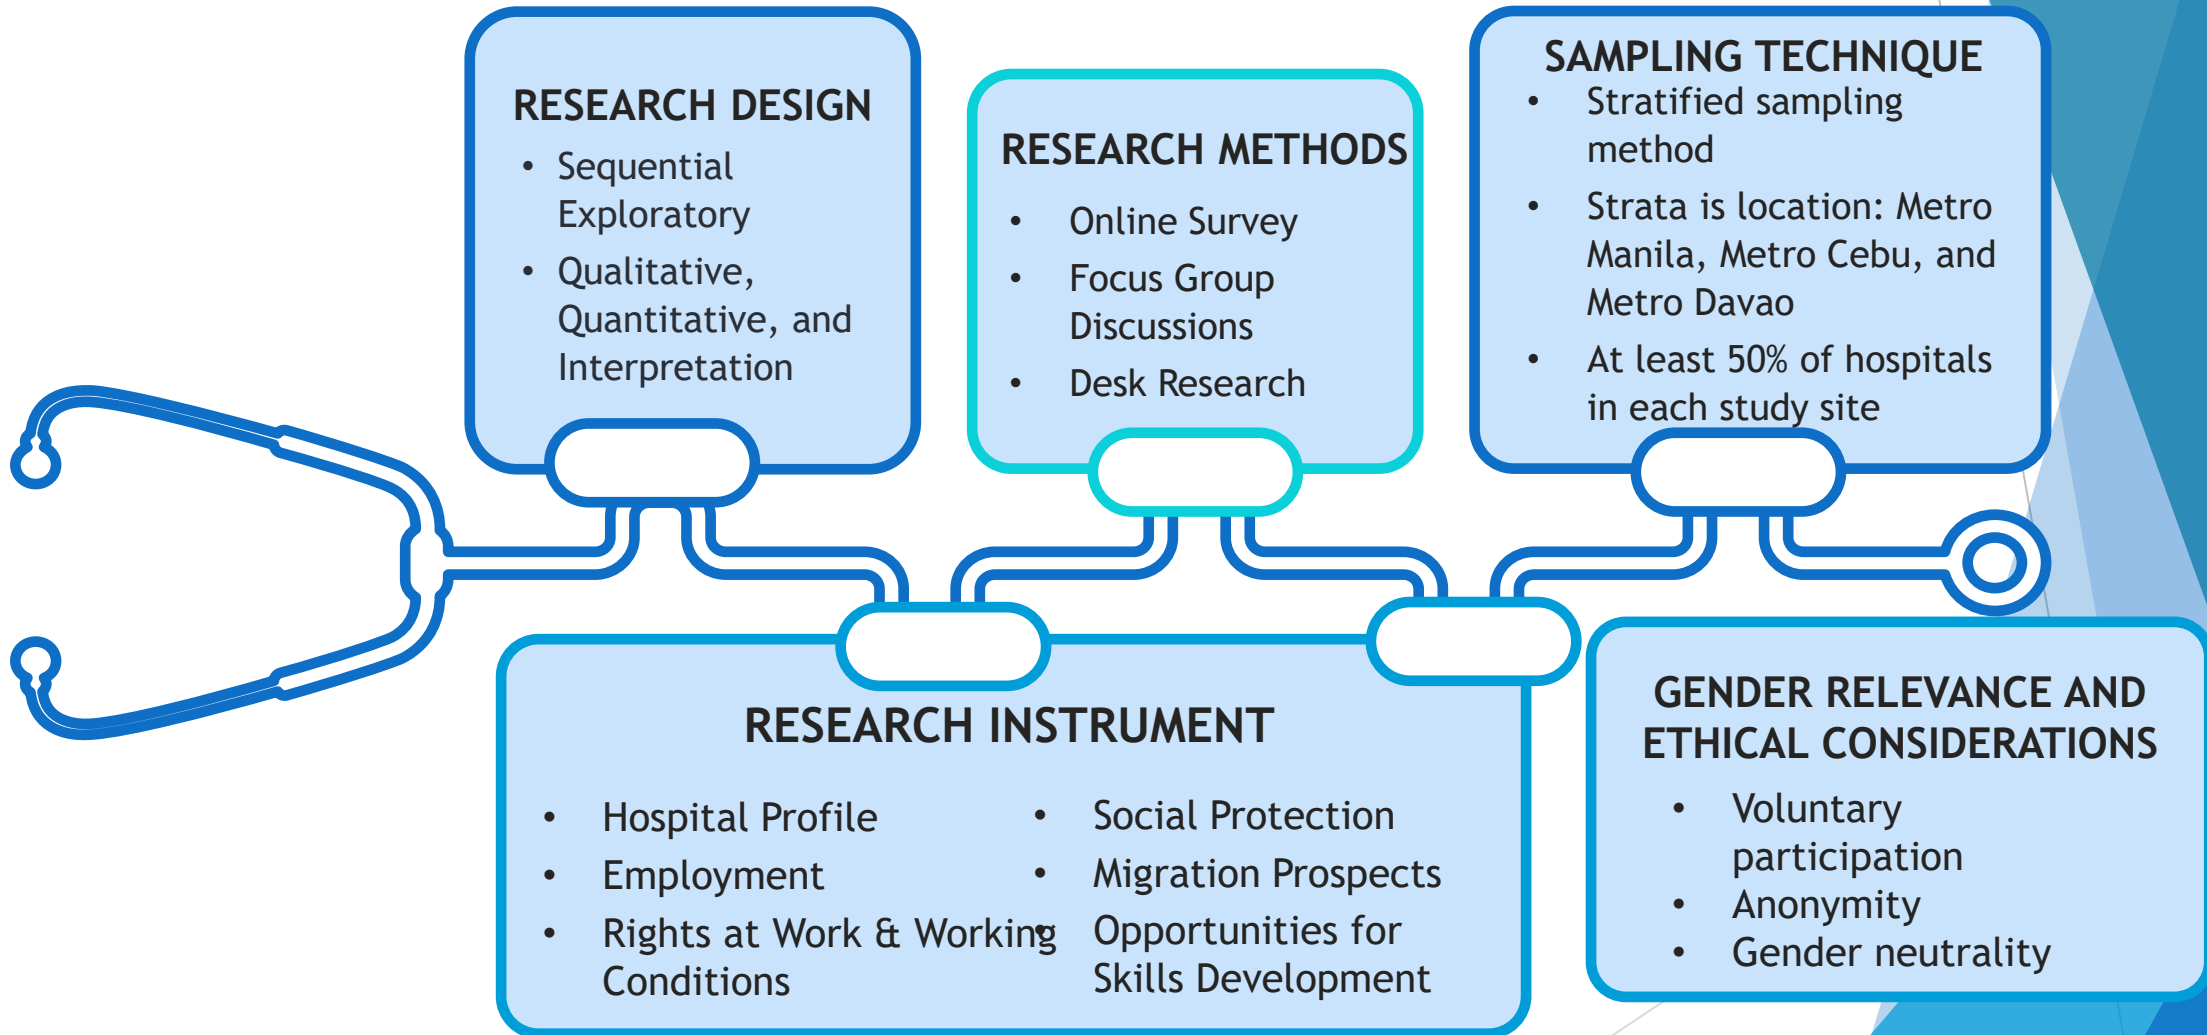 RESEARCH DESIGN
• Sequential
Exploratory
• Qualitative,
Quantitative, and
Interpretation
RESEARCH METHODS
• Online Survey
• Focus Group
Discussions
• Desk Research
SAMPLING TECHNIQUE
• Stratified sampling
method
• Strata is location: Metro
Manila, Metro Cebu, and
Metro Davao
• At least 50% of hospitals
in each study site
RESEARCH INSTRUMENT
• Hospital Profile
• Employment
• Rights at Work & Working
Conditions
• Social Protection
• Migration Prospects
• Opportunities for
Skills Development
GENDER RELEVANCE AND
ETHICAL CONSIDERATIONS
• Voluntary
participation
• Anonymity
• Gender neutrality